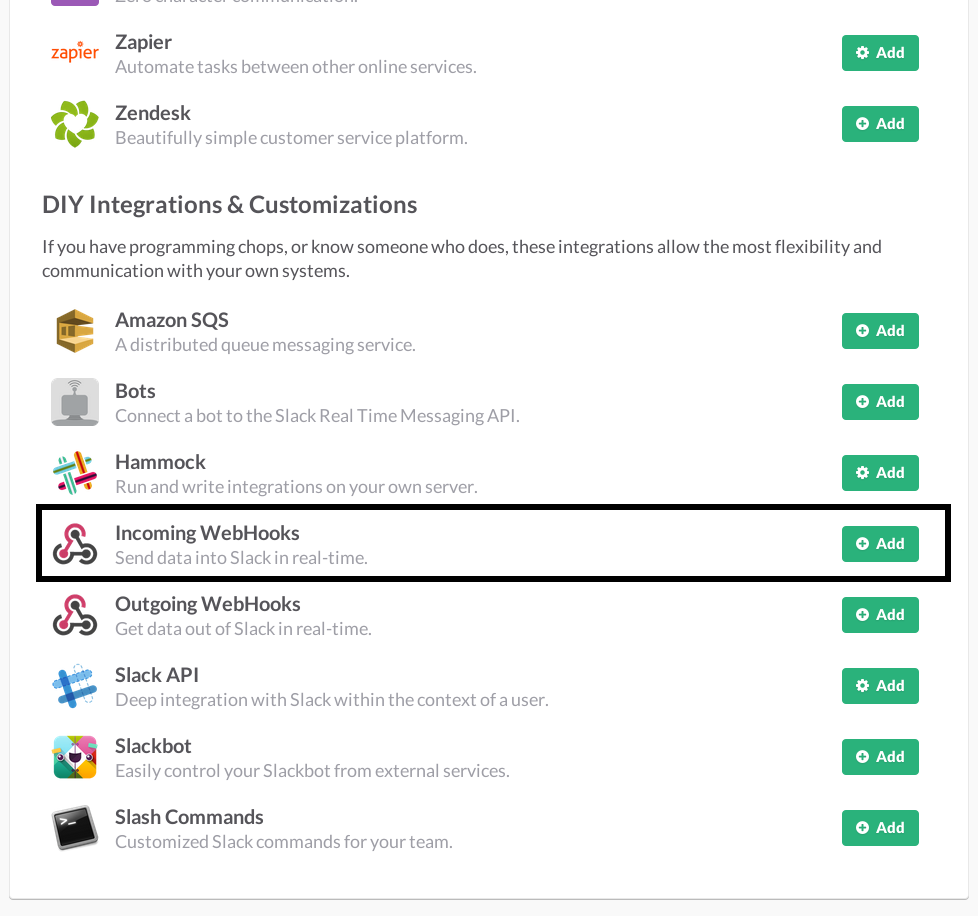 Zero character communication.
zapier
Zapier
Automate tasks between other online services.
Add
Zendesk
Beautifully simple customer service platform.
Add
DIY Integrations & Customizations
If you have programming chops, or know someone who does, these integrations allow the most flexibility and
communication with your own systems.
Amazon SQS
A distributed queue messaging service.
Add
Bots
Connect a bot to the Slack Real Time Messaging API.
Add
Hammock
Run and write integrations on your own server.
Add
Incoming WebHooks
Send data into Slack in real-time.
Add
Outgoing WebHooks
Get data out of Slack in real-time.
Add
Slack API
Deep integration with Slack within the context of a user.
Add
Slackbot
Easily control your Slackbot from external services.
Add
>_
Slash Commands
Customized Slack commands for your team.
Add